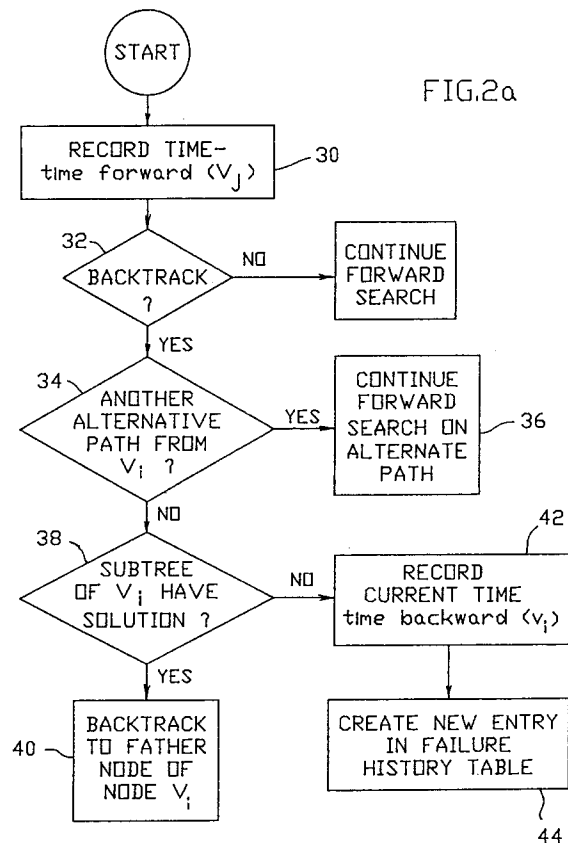 START
FIG.2a
RECORD TIME-
time forward (Vj)
30
32
BACKTRACK
?
NO
CONTINUE
FORWARD
SEARCH
YES
34
ANOTHER
ALTERNATIVE
PATH FROM
Vi ?
YES
CONTINUE
FORWARD
SEARCH ON
ALTERNATE
PATH
36
NO
38
SUBTREE
OF Vi HAVE
SOLUTION ?
NO
42
RECORD
CURRENT TIME
time backward (vi)
YES
40
BACKTRACK
TO FATHER
NODE OF
NODE Vi
CREATE NEW ENTRY
IN FAILURE
HISTORY TABLE
44